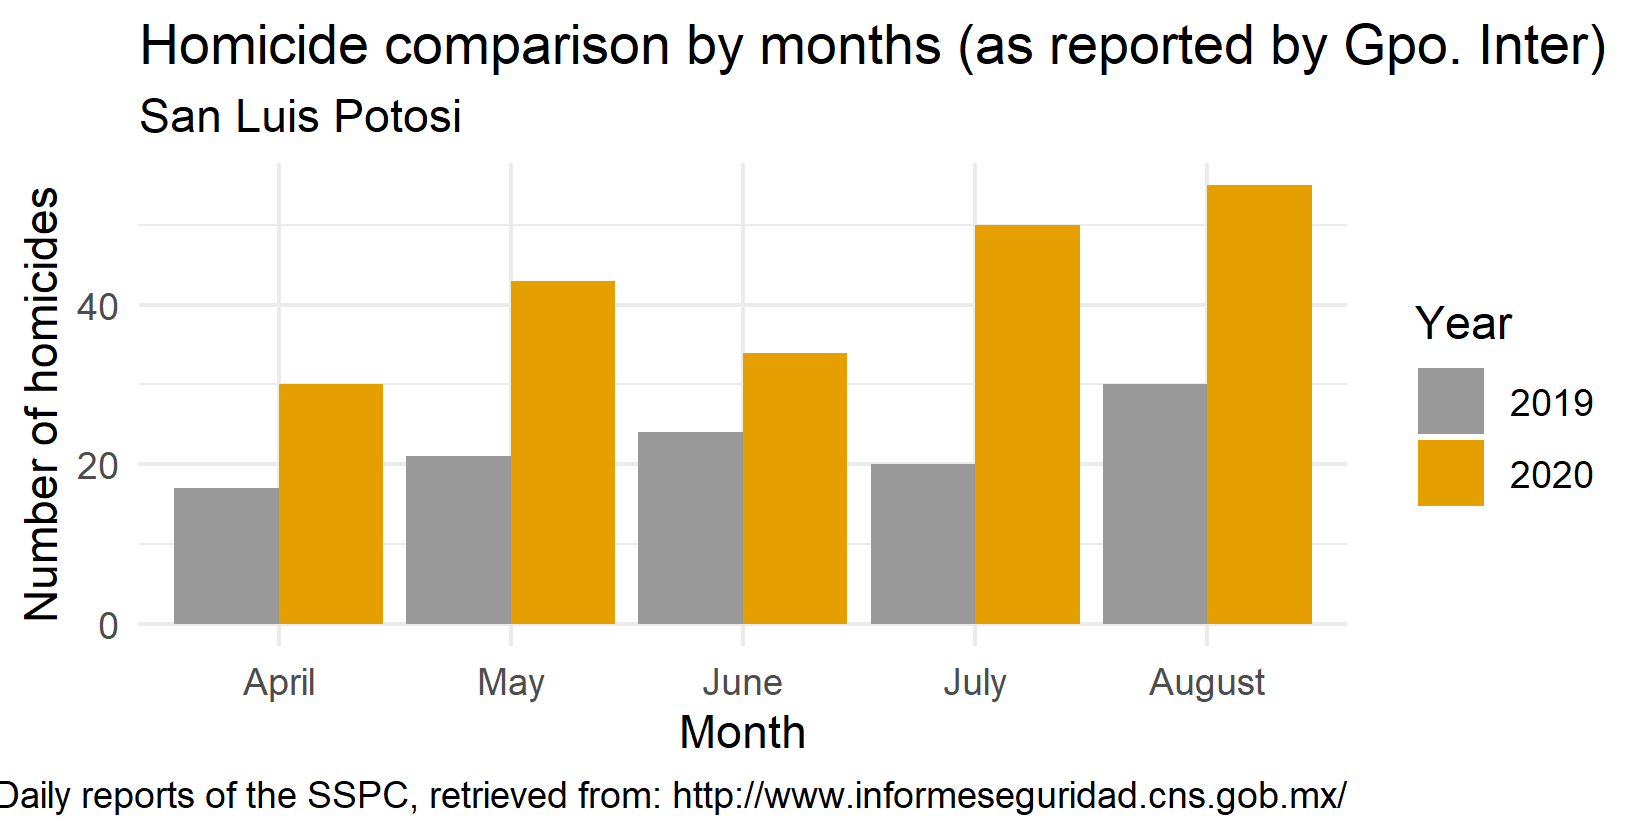 Homicide comparison by months (as reported by Gpo. Inter)
San Luis Potosi
Number of homicides
40
20
0
April May June July August
Month
Year
2019
2020
Daily reports of the SSPC, retrieved from: http://www.informeseguridad.cns.gob.mx/